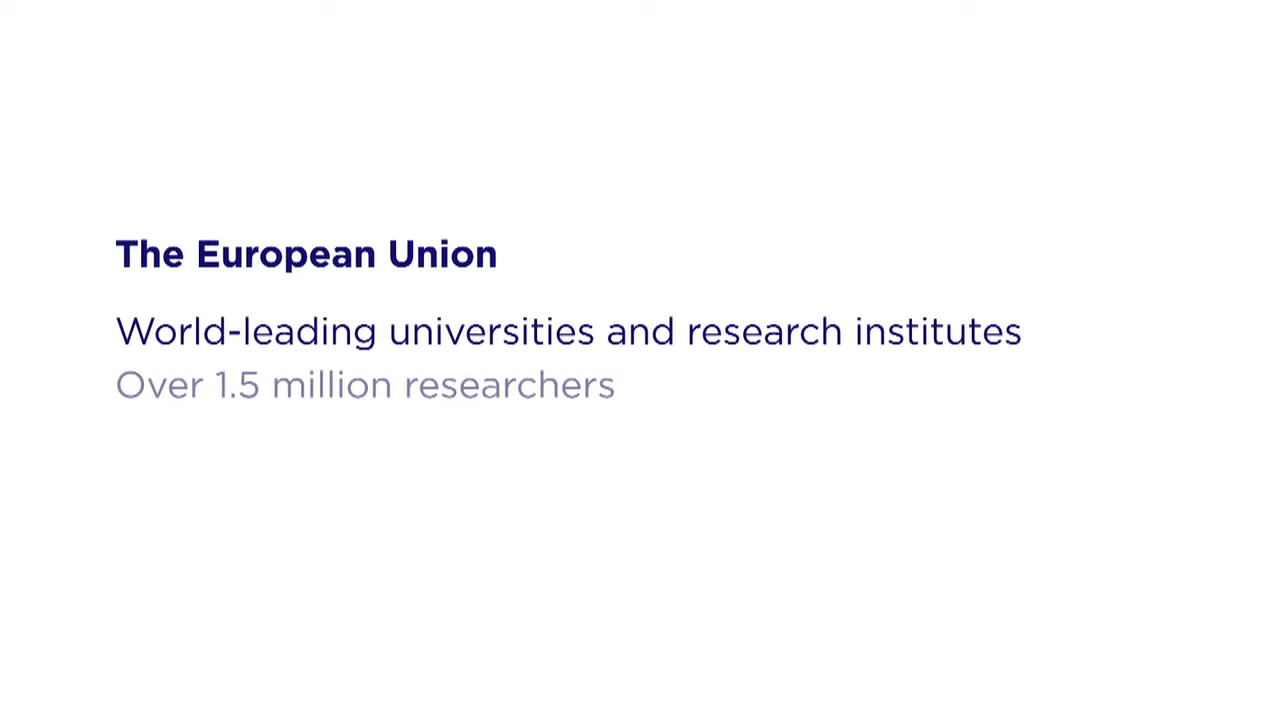 The European Union
World-leading universities and research institutes
Over 1.5 million researchers